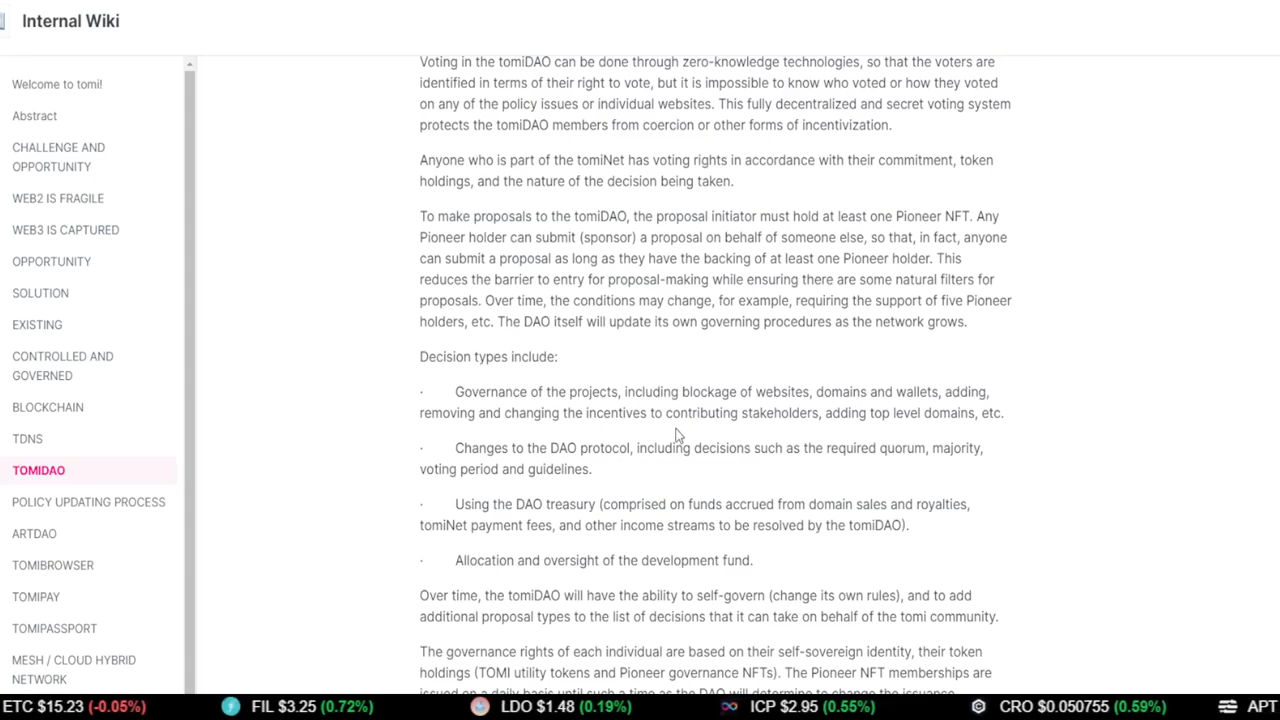 Internal Wiki
Welcome to tomi!
Abstract
CHALLENGE AND
OPPORTUNITY
WEB2 IS FRAGILE
WEB3 IS CAPTURED
OPPORTUNITY
SOLUTION
EXISTING
CONTROLLED AND
GOVERNED
BLOCKCHAIN
TDNS
TOMIDAO
POLICY UPDATING PROCESS
ARTDAO
TOMIBROWSER
TOMIPAY
TOMIPASSPORT
MESH / CLOUD HYBRID
NETWORK
Voting in the tomiDAO can be done through zero-knowledge technologies, so that the voters are
identified in terms of their right to vote, but it is impossible to know who voted or how they voted
on any of the policy issues or individual websites. This fully decentralized and secret voting system
protects the tomiDAO members from coercion or other forms of incentivization.
Anyone who is part of the tomiNet has voting rights in accordance with their commitment, token
holdings, and the nature of the decision being taken.
To make proposals to the tomiDAO, the proposal initiator must hold at least one Pioneer NFT. Any
Pioneer holder can submit (sponsor) a proposal on behalf of someone else, so that, in fact, anyone
can submit a proposal as long as they have the backing of at least one Pioneer holder. This
reduces the barrier to entry for proposal-making while ensuring there are some natural filters for
proposals. Over time, the conditions may change, for example, requiring the support of five Pioneer
holders, etc. The DAO itself will update its own governing procedures as the network grows.
Decision types include:
· Governance of the projects, including blockage of websites, domains and wallets, adding,
removing and changing the incentives to contributing stakeholders, adding top level domains, etc.
· Changes to the DAO protocol, including decisions such as the required quorum, majority,
voting period and guidelines.
· Using the DAO treasury (comprised on funds accrued from domain sales and royalties,
tomiNet payment fees, and other income streams to be resolved by the tomiDAO).
· Allocation and oversight of the development fund.
Over time, the tomiDAO will have the ability to self-govern (change its own rules), and to add
additional proposal types to the list of decisions that it can take on behalf of the tomi community.
The governance rights of each individual are based on their self-sovereign identity, their token
holdings (TOMI utility tokens and Pioneer governance NFTs). The Pioneer NFT memberships are
issued on a daily basis until such a time as the DAO will determine to change the issuance
ETC $15.23 (-0.05%) FIL $3.25 (0.72%) LDO $1.48 (0.19%) ICP $2.95 (0.55%) CRO $0.050755 (0.59%) APT